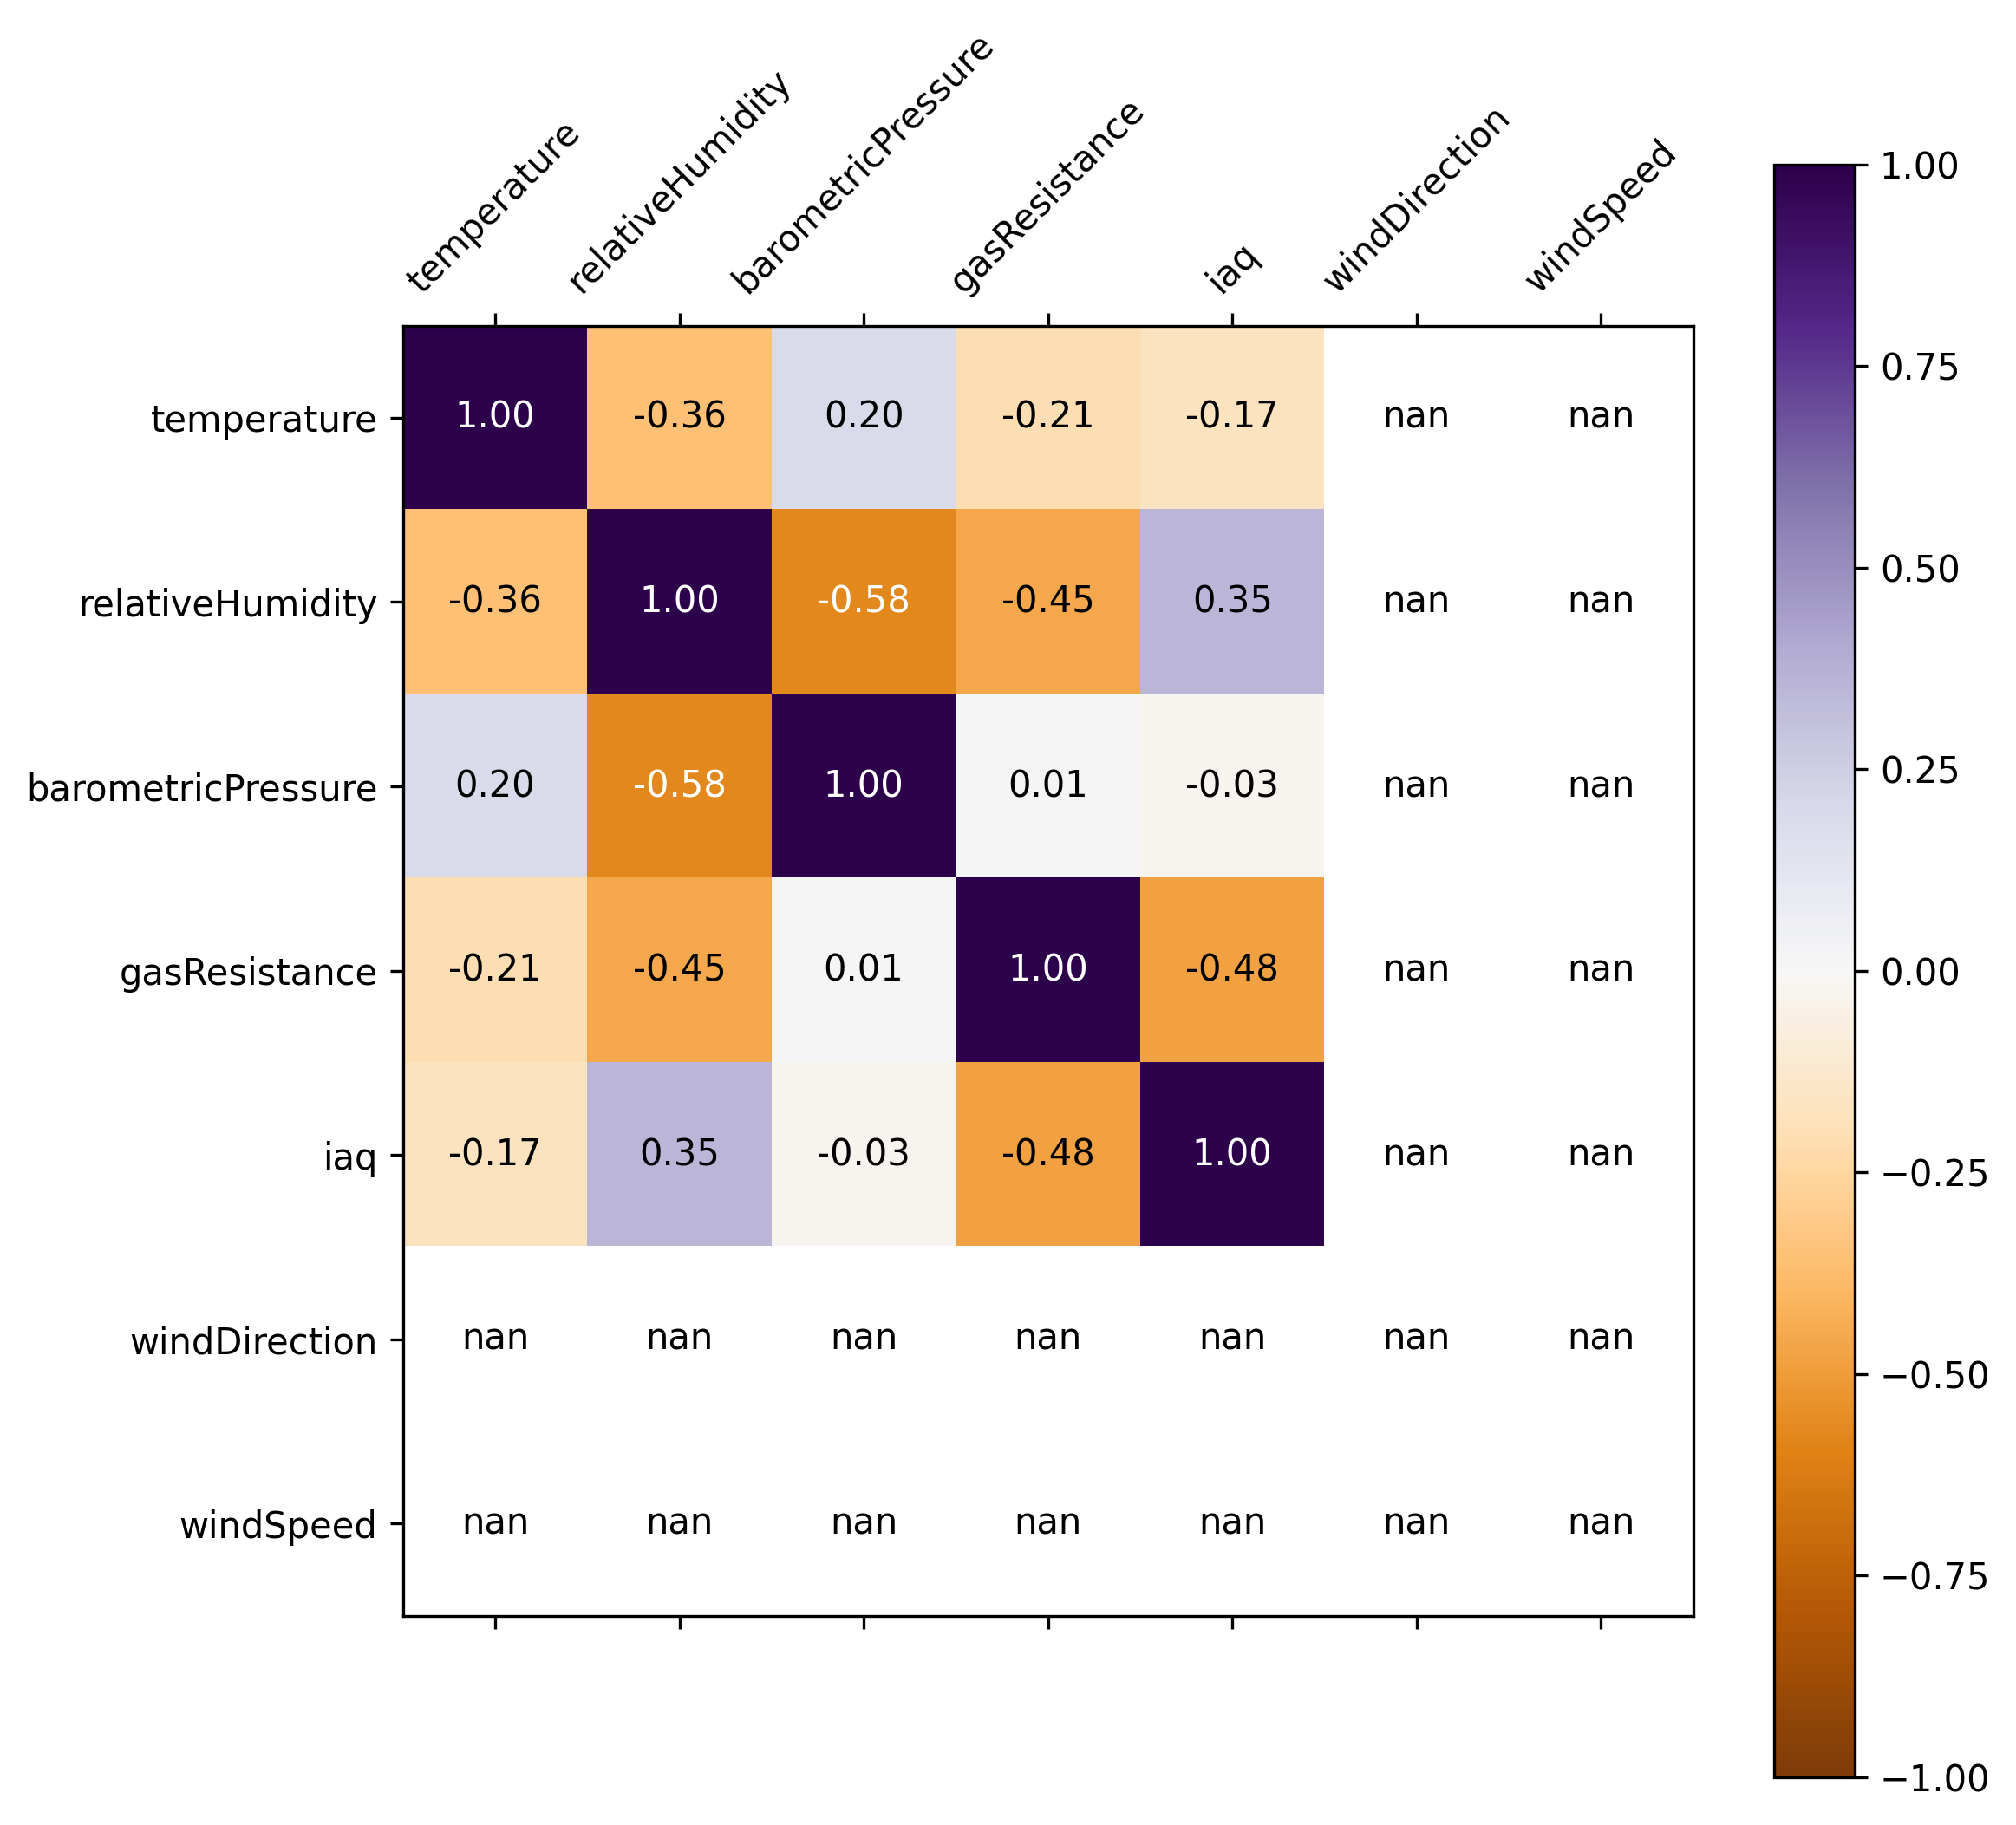 temperature
relativeHumidity
barometricPressure
gasResistance
iaq
windDirection
windSpeed
temperature 1.00 -0.36 0.20 -0.21 -0.17 nan nan
relativeHumidity -0.36 1.00 -0.58 -0.45 0.35 nan nan
barometricPressure 0.20 -0.58 1.00 0.01 -0.03 nan nan
gasResistance -0.21 -0.45 0.01 1.00 -0.48 nan nan
iaq -0.17 0.35 -0.03 -0.48 1.00 nan nan
windDirection nan nan nan nan nan nan nan
windSpeed nan nan nan nan nan nan nan
1.00
0.75
0.50
0.25
0.00
−0.25
−0.50
−0.75
−1.00